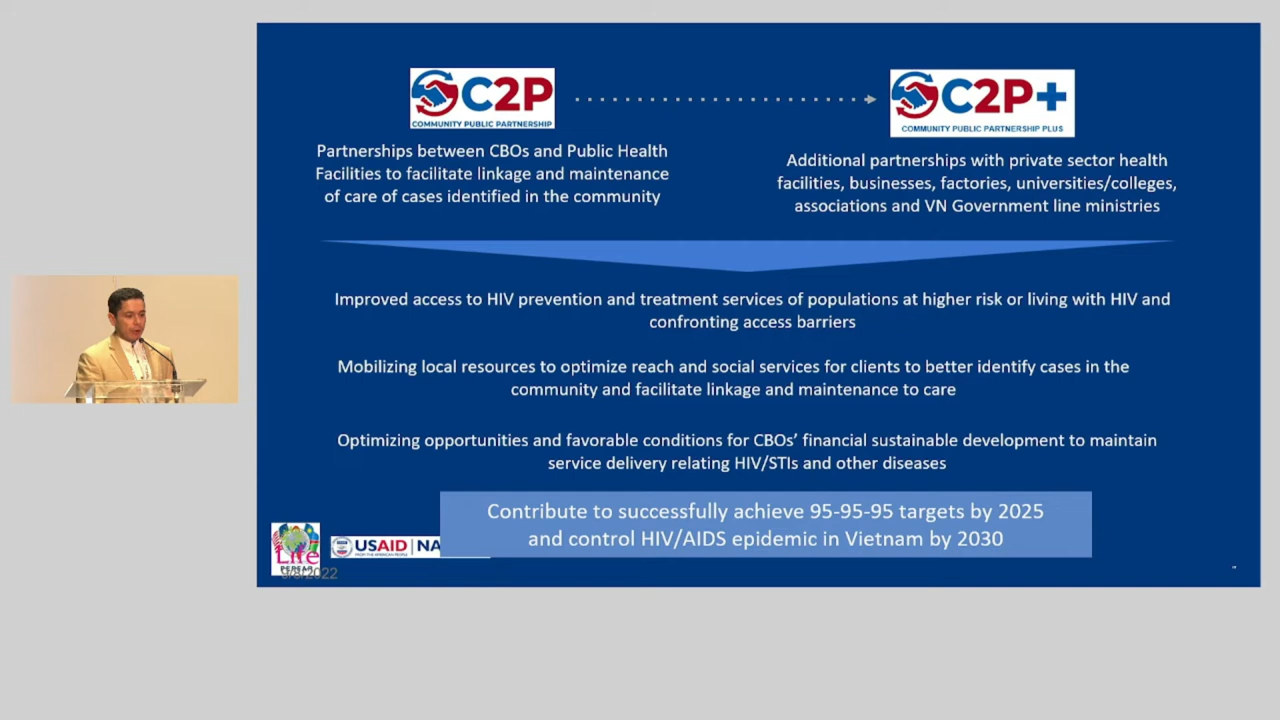 C2P
COMMUNITY PUBLIC PARTNERSHIP
C2P+
COMMUNITY PUBLIC PARTNERSHIP PLUS
Partnerships between CBOs and Public Health
Facilities to facilitate linkage and maintenance
of care of cases identified in the community
Additional partnerships with private sector health
facilities, businesses, factories, universities/colleges,
associations and VN Government line ministries
Improved access to HIV prevention and treatment services of populations at higher risk or living with HIV and
confronting access barriers
Mobilizing local resources to optimize reach and social services for clients to better identify cases in the
community and facilitate linkage and maintenance to care
Optimizing opportunities and favorable conditions for CBOs' financial sustainable development to maintain
service delivery relating HIV/STIs and other diseases
Contribute to successfully achieve 95-95-95 targets by 2025
and control HIV/AIDS epidemic in Vietnam by 2030
Life
PEPFAR
USAID NA
FROM THE AMERICAN PEOPLE
/2022